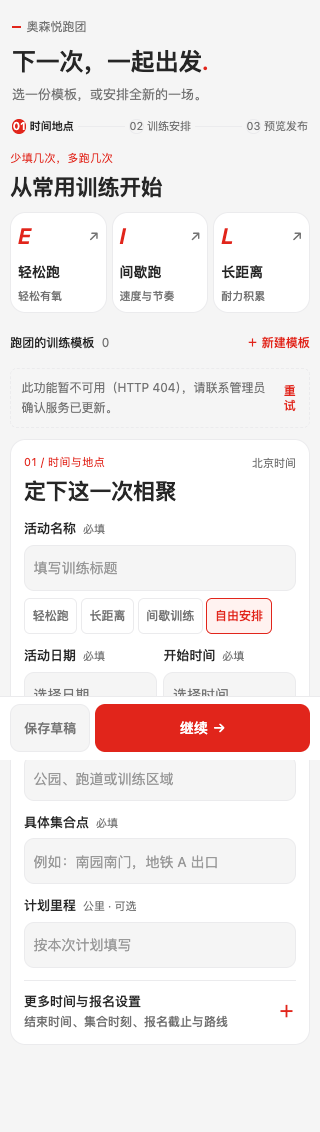 奥森悦跑团
下一次，一起出发.
选一份模板，或安排全新的一场。
01 时间地点 02 训练安排 03 预览发布
少填几次，多跑几次
从常用训练开始
E I L
轻松跑 间歇跑 长距离
轻松有氧 速度与节奏 耐力积累
跑团的训练模板 0 + 新建模板
此功能暂不可用（HTTP 404），请联系管理员
确认服务已更新。
重
试
01 / 时间与地点 北京时间
定下这一次相聚
活动名称 必填
填写训练标题
轻松跑 长距离 间歇训练 自由安排
活动日期 必填 开始时间 必填
选择日期 选择时间
保存草稿 继续 →
公园、跑道或训练区域
具体集合点 必填
例如：南园南门，地铁 A 出口
计划里程 公里 · 可选
按本次计划填写
更多时间与报名设置
结束时间、集合时刻、报名截止与路线